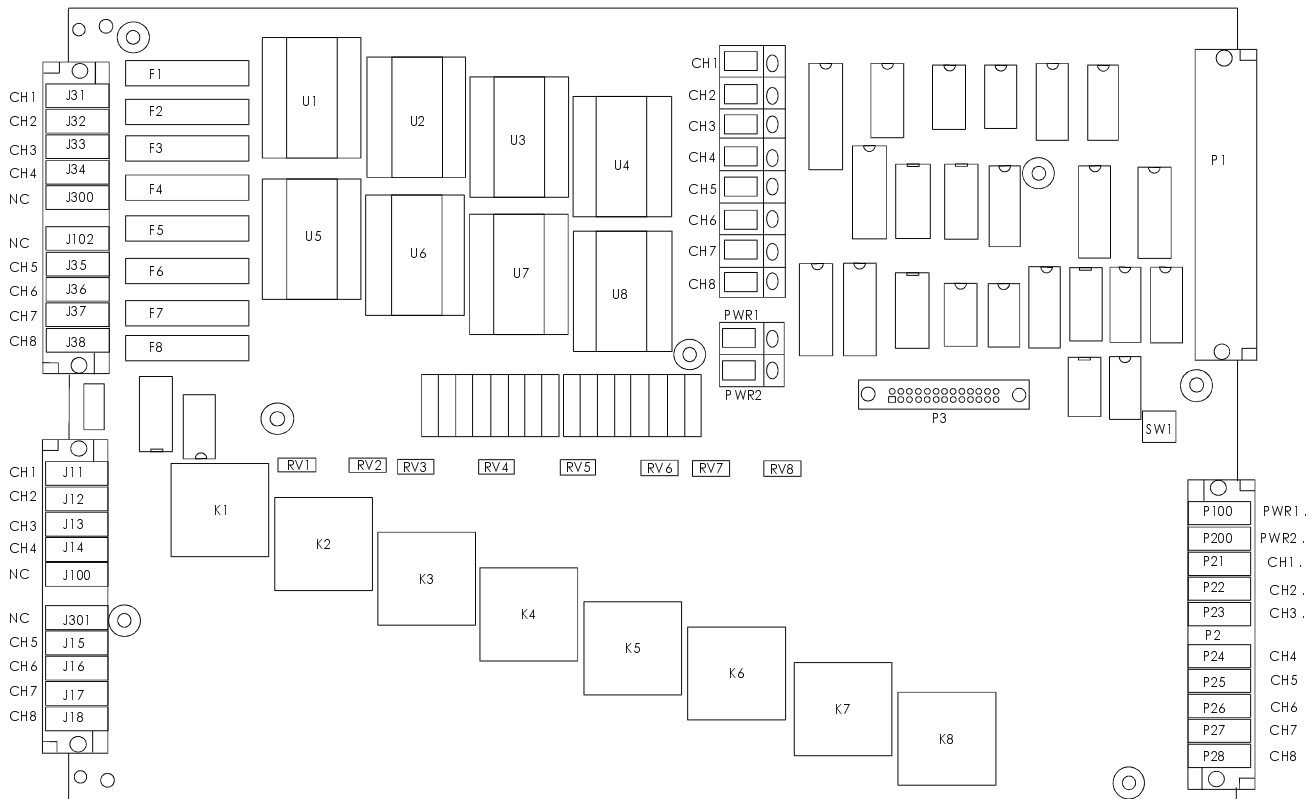 CH1 J31
CH2 J32
CH3 J33
CH4 J34
NC J300
NC J102
CH5 J35
CH6 J36
CH7 J37
CH8 J38
F1
F2
F3
F4
F5
F6
F7
F8
U1
U2
U3
U4
U5
U6
U7
U8
CH1
CH2
CH3
CH4
CH5
CH6
CH7
CH8
PWR1
PWR2
P1
P3
SW1
RV1 RV2 RV3 RV4 RV5 RV6 RV7 RV8
CH1 J11
CH2 J12
CH3 J13
CH4 J14
NC J100
NC J301
CH5 J15
CH6 J16
CH7 J17
CH8 J18
K1
K2
K3
K4
K5
K6
K7
K8
P100 PWR1 .
P200 PWR2 .
P21 CH1 .
P22 CH2 .
P23 CH3 .
P2
P24 CH4
P25 CH5
P26 CH6
P27 CH7
P28 CH8